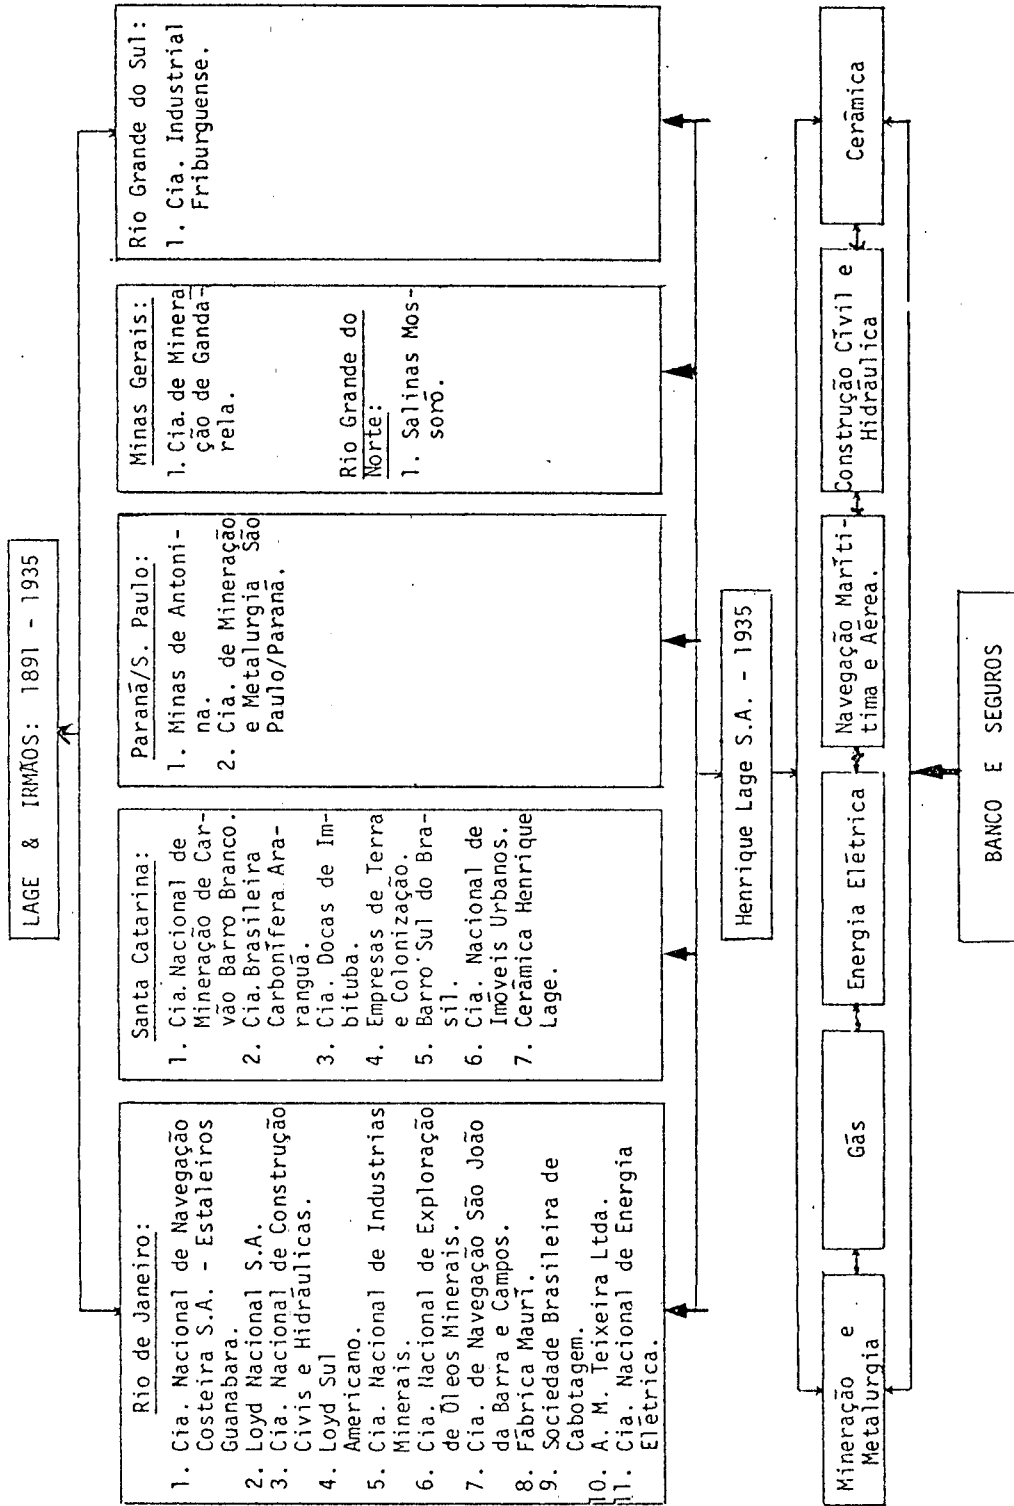 LAGE & IRMÃOS: 1891 - 1935
Rio de Janeiro:
1. Cia. Nacional de Navegação
Costeira S.A. - Estaleiros
Guanabara.
2. Loyd Nacional S.A.
3. Cia. Nacional de Construção
Civis e Hidráulicas.
4. Loyd Sul
Americano.
5. Cia. Nacional de Industrias
Minerais.
6. Cia. Nacional de Exploração
de Óleos Minerais.
7. Cia. de Navegação São João
da Barra e Campos.
8. Fábrica Maurí.
9. Sociedade Brasileira de
Cabotagem.
10. A. M. Teixeira Ltda.
11. Cia. Nacional de Energia
Elétrica.
Santa Catarina:
1. Cia. Nacional de
Mineração de Car-
vão Barro Branco.
2. Cia. Brasileira
Carbonífera Ara-
ranguá.
3. Cia. Docas de Im-
bituba.
4. Empresas de Terra
e Colonização.
5. Barro Sul do Bra-
sil.
6. Cia. Nacional de
Imóveis Urbanos.
7. Cerâmica Henrique
Lage.
Paraná/S. Paulo:
1. Minas de Antoni-
na.
2. Cia. de Mineração
e Metalurgia São
Paulo/Paraná.
Minas Gerais:
1. Cia. de Minera
ção de Gandá-
rela.
Rio Grande do
Norte:
1. Salinas Mos-
soró.
Rio Grande do Sul:
1. Cia. Industrial
Friburguense.
Henrique Lage S.A. - 1935
Mineração e
Metalurgia
Gás
Energia Elétrica
Navegação Maríti-
tima e Aérea.
Construção Cívil e
Hidráulica
Cerâmica
BANCO E SEGUROS